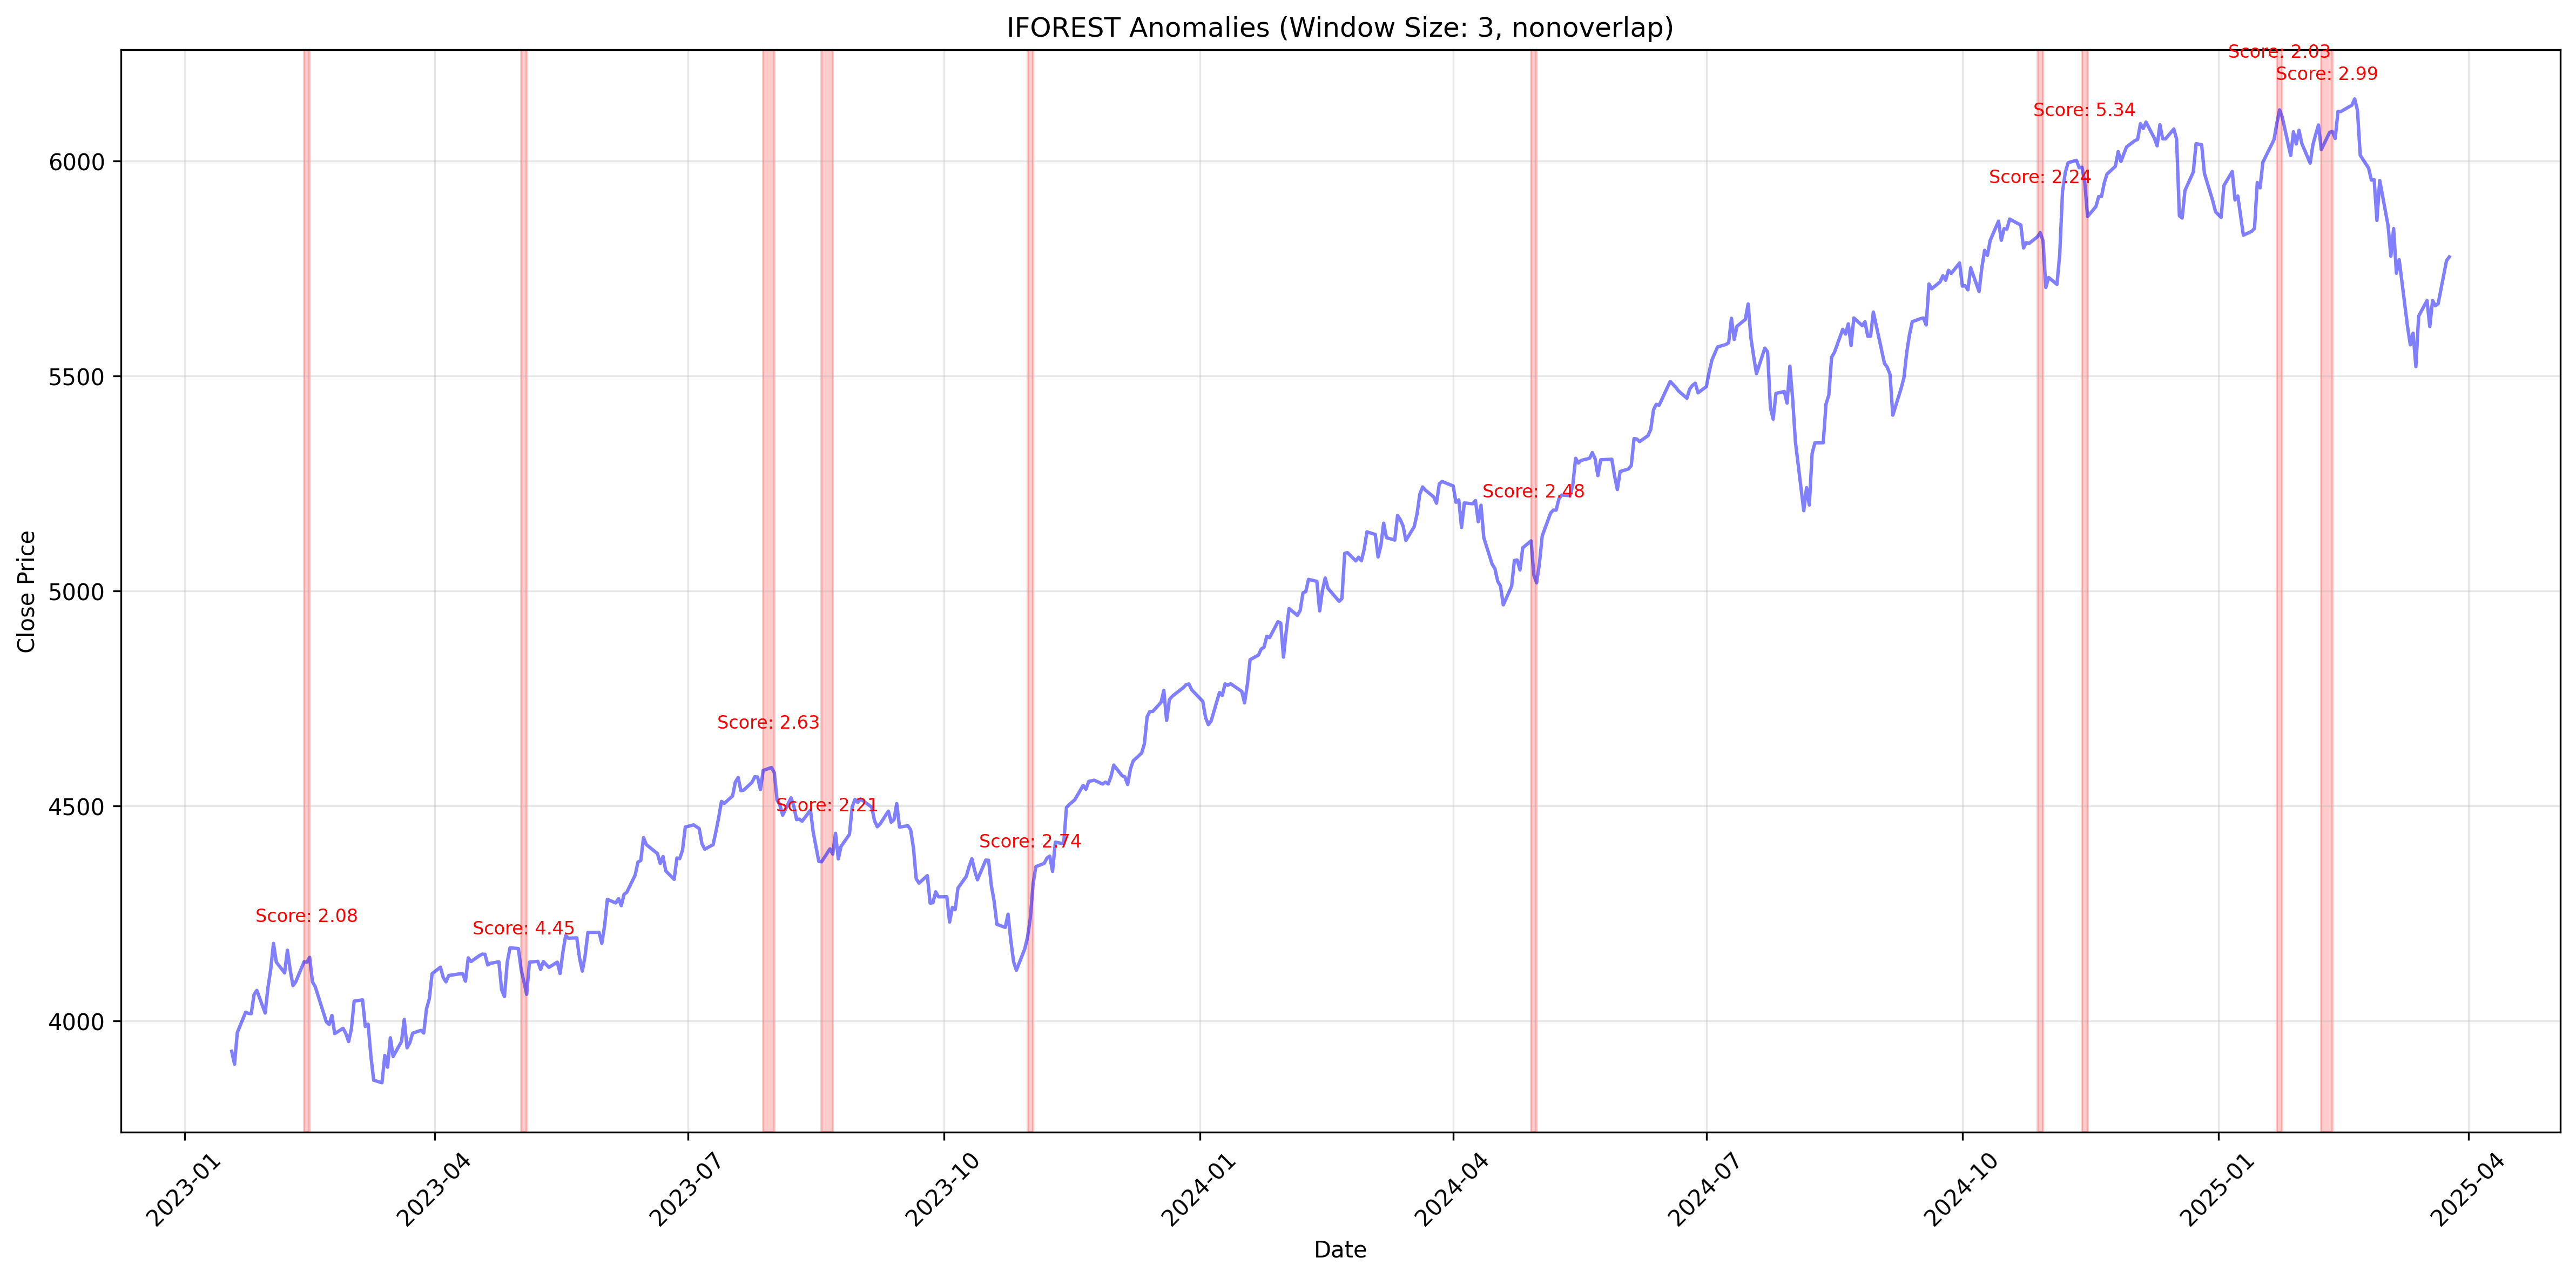 IFOREST Anomalies (Window Size: 3, nonoverlap)
Score: 2.03
Score: 2.99
Score: 5.34
Score: 2.24
Score: 2.48
Score: 2.63
Score: 2.21
Score: 2.74
Score: 2.08
Score: 4.45
6000
5500
5000
4500
4000
Close Price
2023-01
2023-04
2023-07
2023-10
2024-01
2024-04
2024-07
2024-10
2025-01
2025-04
Date